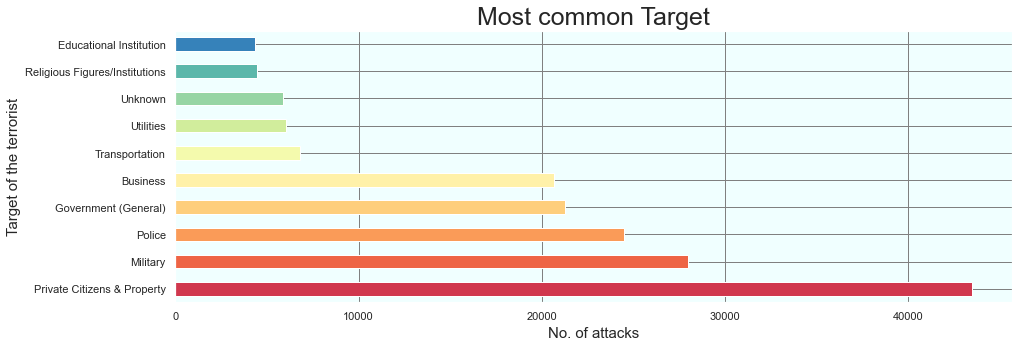 Most common Target
Target of the terrorist
Educational Institution
Religious Figures/Institutions
Unknown
Utilities
Transportation
Business
Government (General)
Police
Military
Private Citizens & Property
0 10000 20000 30000 40000
No. of attacks